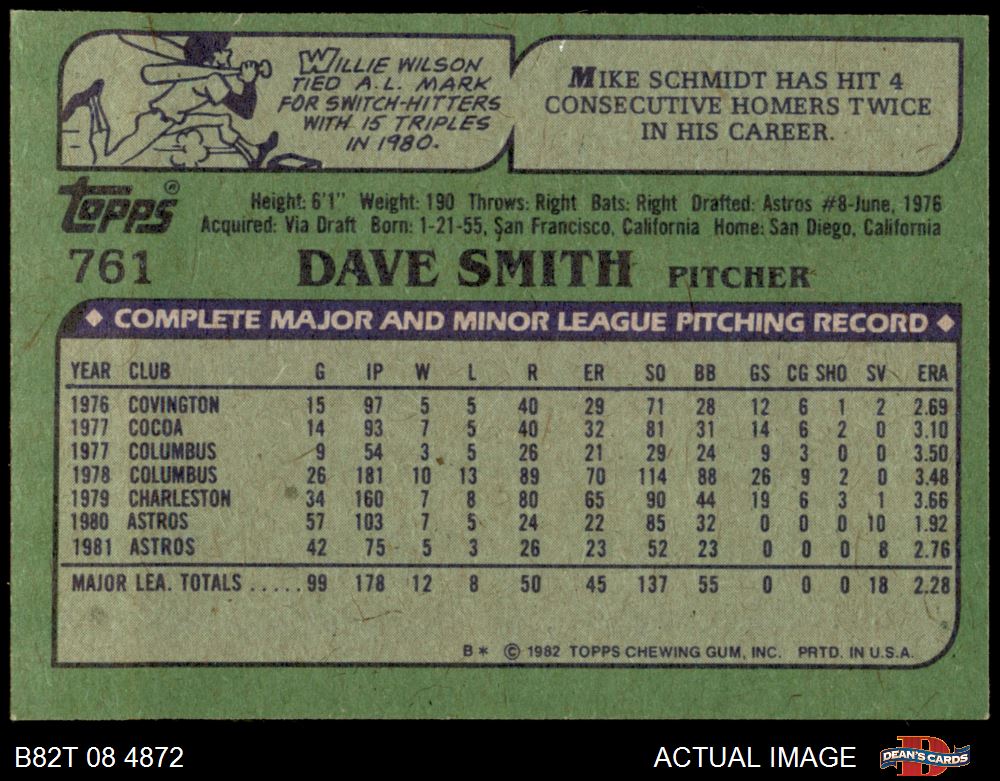 WILLIE WILSON
TIED A.L. MARK
FOR SWITCH-HITTERS
WITH 15 TRIPLES
IN 1980.
MIKE SCHMIDT HAS HIT 4
CONSECUTIVE HOMERS TWICE
IN HIS CAREER.
Topps®
Height: 6'1" Weight: 190 Throws: Right Bats: Right Drafted: Astros #8-June, 1976
Acquired: Via Draft Born: 1-21-55, San Francisco, California Home: San Diego, California
761 DAVE SMITH PITCHER
◆ COMPLETE MAJOR AND MINOR LEAGUE PITCHING RECORD ◆
YEAR CLUB G IP W L R ER SO BB GS CG SHO SV ERA
1976 COVINGTON 15 97 5 5 40 29 71 28 12 6 1 2 2.69
1977 COCOA 14 93 7 5 40 32 81 31 14 6 2 0 3.10
1977 COLUMBUS 9 54 3 5 26 21 29 24 9 3 0 0 3.50
1978 COLUMBUS 26 181 10 13 89 70 114 88 26 9 2 0 3.48
1979 CHARLESTON 34 160 7 8 80 65 90 44 19 6 3 1 3.66
1980 ASTROS 57 103 7 5 24 22 85 32 0 0 0 10 1.92
1981 ASTROS 42 75 5 3 26 23 52 23 0 0 0 8 2.76
MAJOR LEA. TOTALS .....99 178 12 8 50 45 137 55 0 0 0 18 2.28
B* © 1982 TOPPS CHEWING GUM, INC. PRTD. IN U.S.A.
B82T 08 4872 ACTUAL IMAGE DEAN'S CARDS